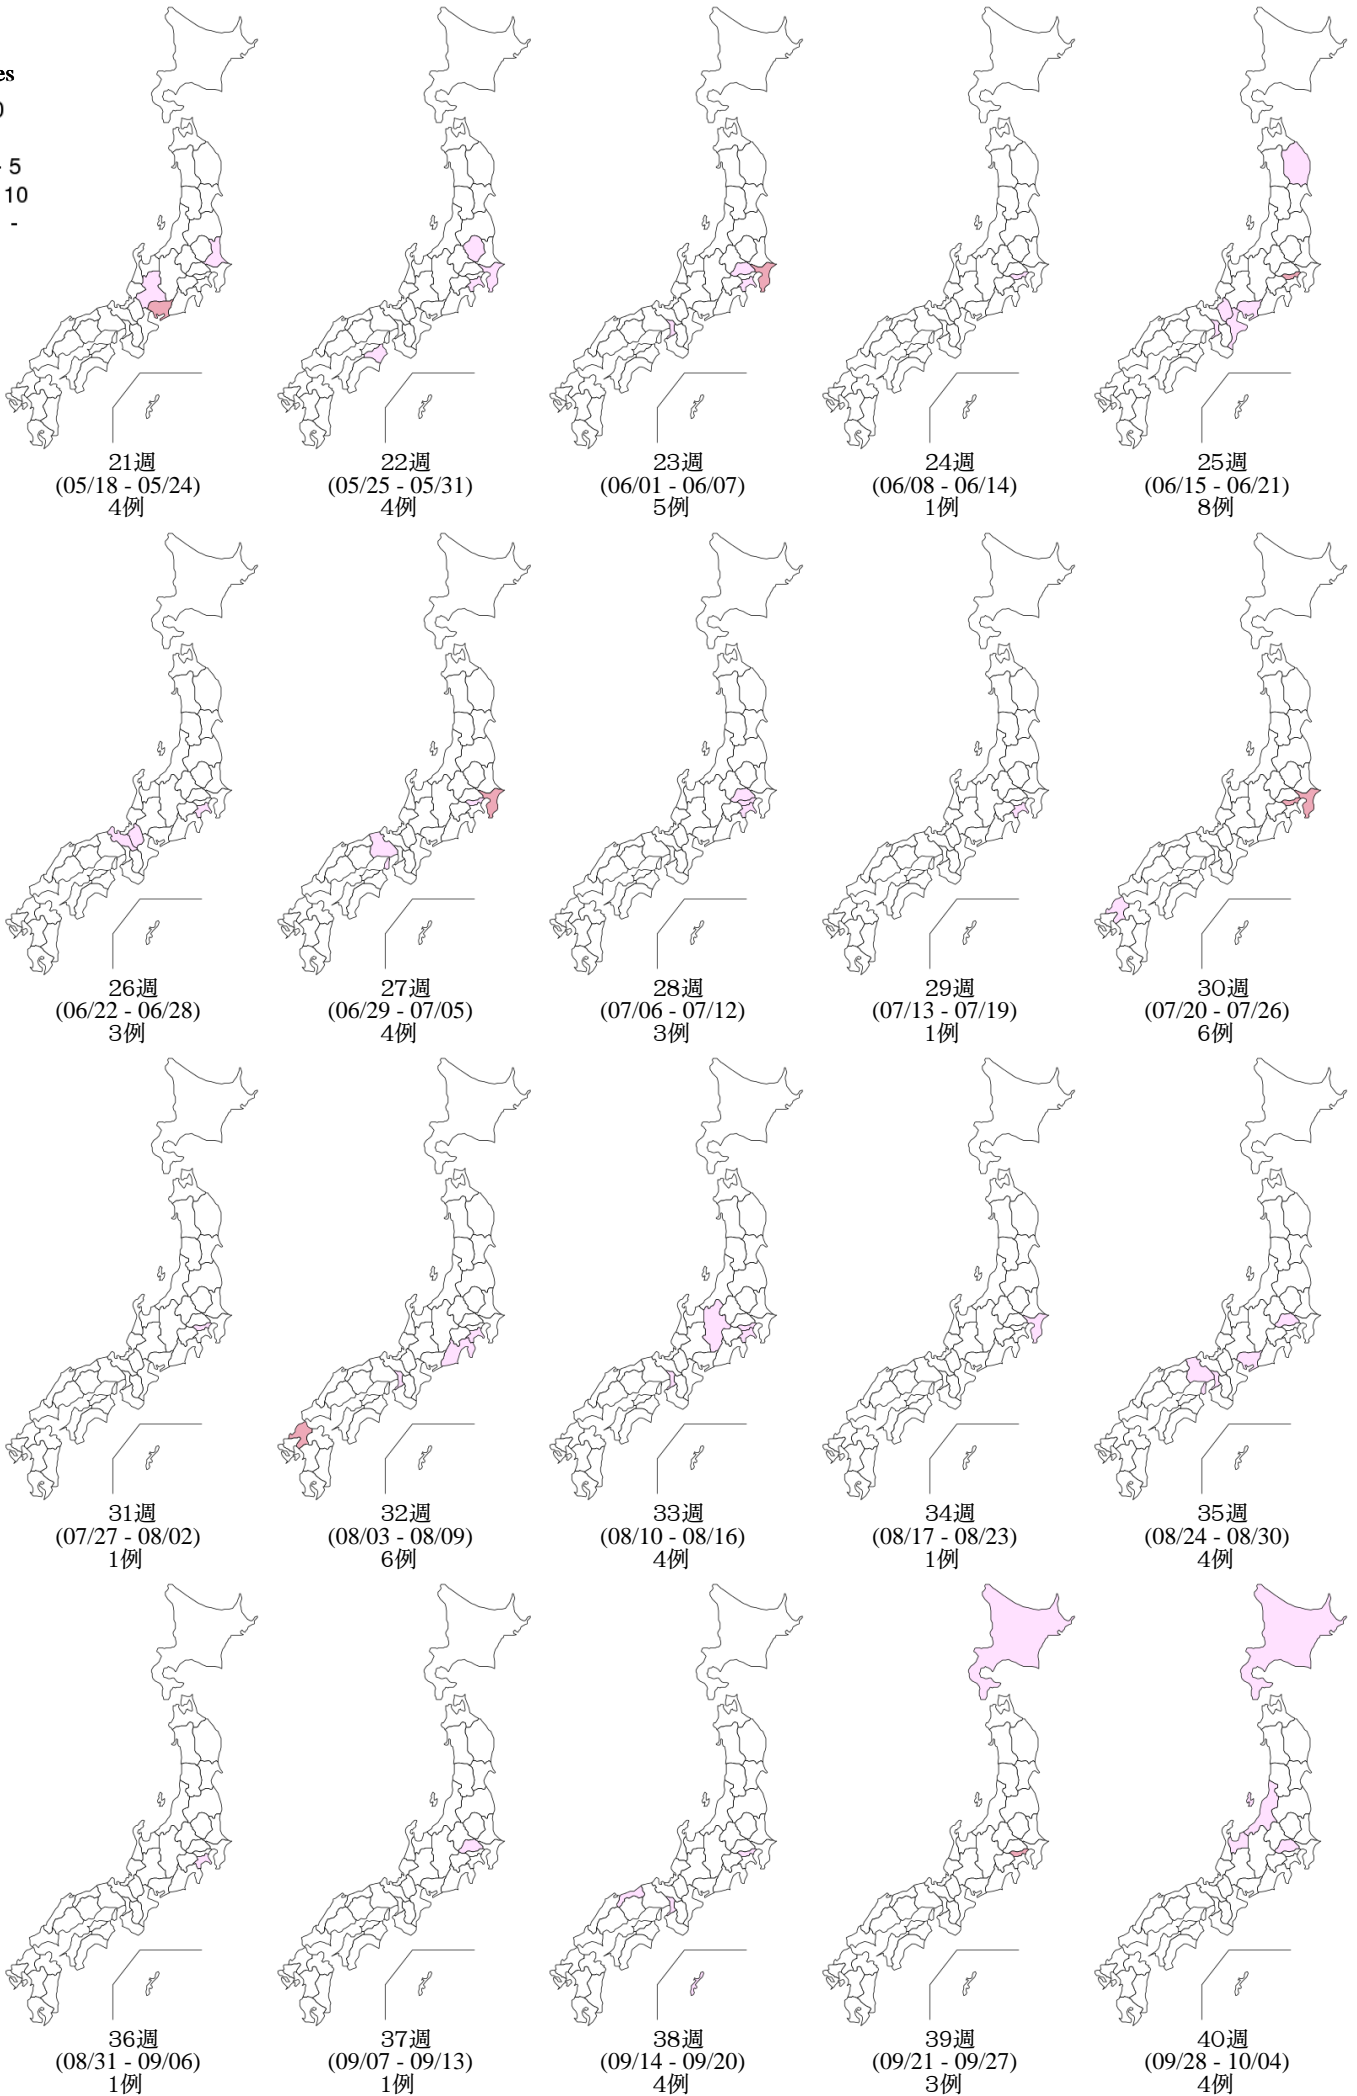 es
0
- 5
10
-
21週
(05/18 - 05/24)
4例
22週
(05/25 - 05/31)
4例
23週
(06/01 - 06/07)
5例
24週
(06/08 - 06/14)
1例
25週
(06/15 - 06/21)
8例
26週
(06/22 - 06/28)
3例
27週
(06/29 - 07/05)
4例
28週
(07/06 - 07/12)
3例
29週
(07/13 - 07/19)
1例
30週
(07/20 - 07/26)
6例
31週
(07/27 - 08/02)
1例
32週
(08/03 - 08/09)
6例
33週
(08/10 - 08/16)
4例
34週
(08/17 - 08/23)
1例
35週
(08/24 - 08/30)
4例
36週
(08/31 - 09/06)
1例
37週
(09/07 - 09/13)
1例
38週
(09/14 - 09/20)
4例
39週
(09/21 - 09/27)
3例
40週
(09/28 - 10/04)
4例